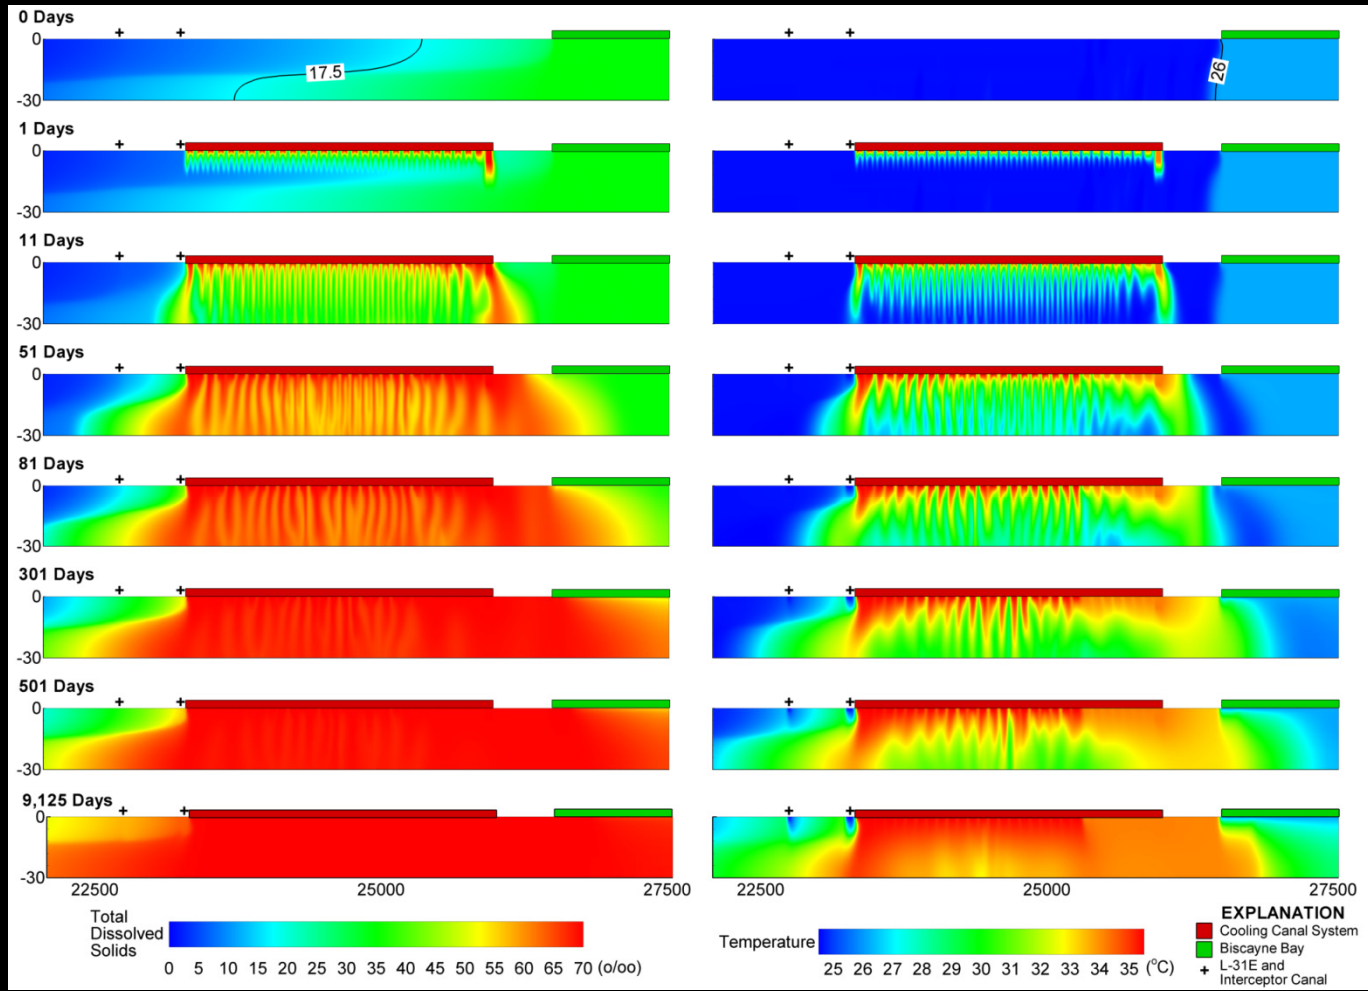 0 Days
+ + + +
0
17.5
26
-30
1 Days
+ + + +
0
-30
11 Days
+ + + +
0
-30
51 Days
+ + + +
0
-30
81 Days
+ + + +
0
-30
301 Days
+ + + +
0
-30
501 Days
+ + + +
0
-30
9,125 Days
+ + + +
0
-30
22500 25000 27500 22500 25000 27500
Total
Dissolved
Solids
0 5 10 15 20 25 30 35 40 45 50 55 60 65 70 (o/oo)
Temperature
25 26 27 28 29 30 31 32 33 34 35 (°C)
EXPLANATION
Cooling Canal System
Biscayne Bay
+ L-31E and
Interceptor Canal